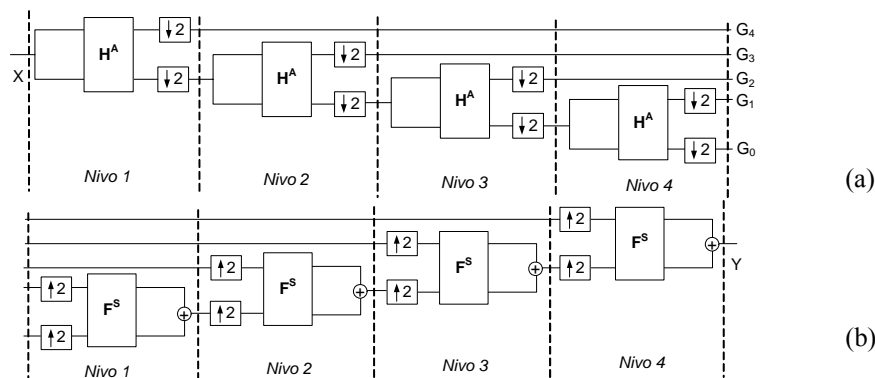 X
H^A
↓2
↓2
Nivo 1
H^A
↓2
↓2
Nivo 2
H^A
↓2
↓2
Nivo 3
H^A
↓2
↓2
Nivo 4
G₄
G₃
G₂
G₁
G₀
(a)
↑2
↑2
F^S
+
Nivo 1
↑2
↑2
F^S
+
Nivo 2
↑2
↑2
F^S
+
Nivo 3
↑2
↑2
F^S
+
Nivo 4
Y
(b)